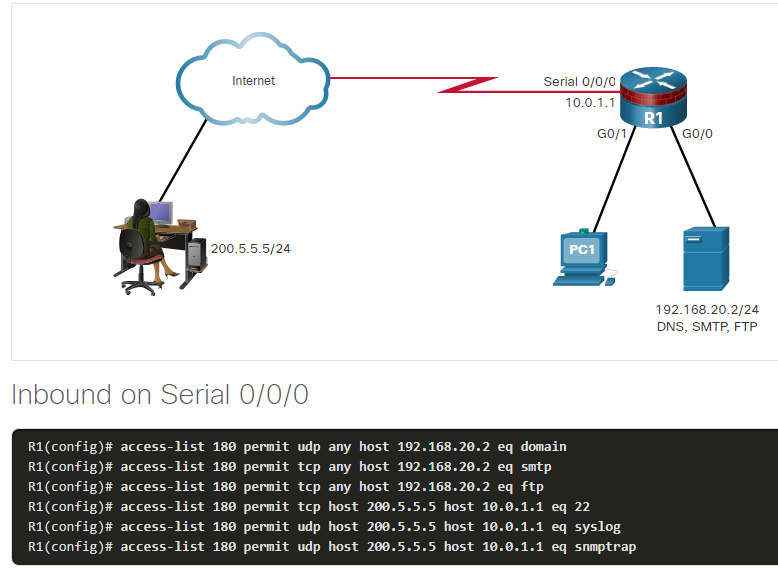 Internet
Serial 0/0/0
10.0.1.1
R1
G0/1
G0/0
200.5.5.5/24
PC1
192.168.20.2/24
DNS, SMTP, FTP
Inbound on Serial 0/0/0
R1(config)# access-list 180 permit udp any host 192.168.20.2 eq domain
R1(config)# access-list 180 permit tcp any host 192.168.20.2 eq smtp
R1(config)# access-list 180 permit tcp any host 192.168.20.2 eq ftp
R1(config)# access-list 180 permit tcp host 200.5.5.5 host 10.0.1.1 eq 22
R1(config)# access-list 180 permit udp host 200.5.5.5 host 10.0.1.1 eq syslog
R1(config)# access-list 180 permit udp host 200.5.5.5 host 10.0.1.1 eq snmptrap